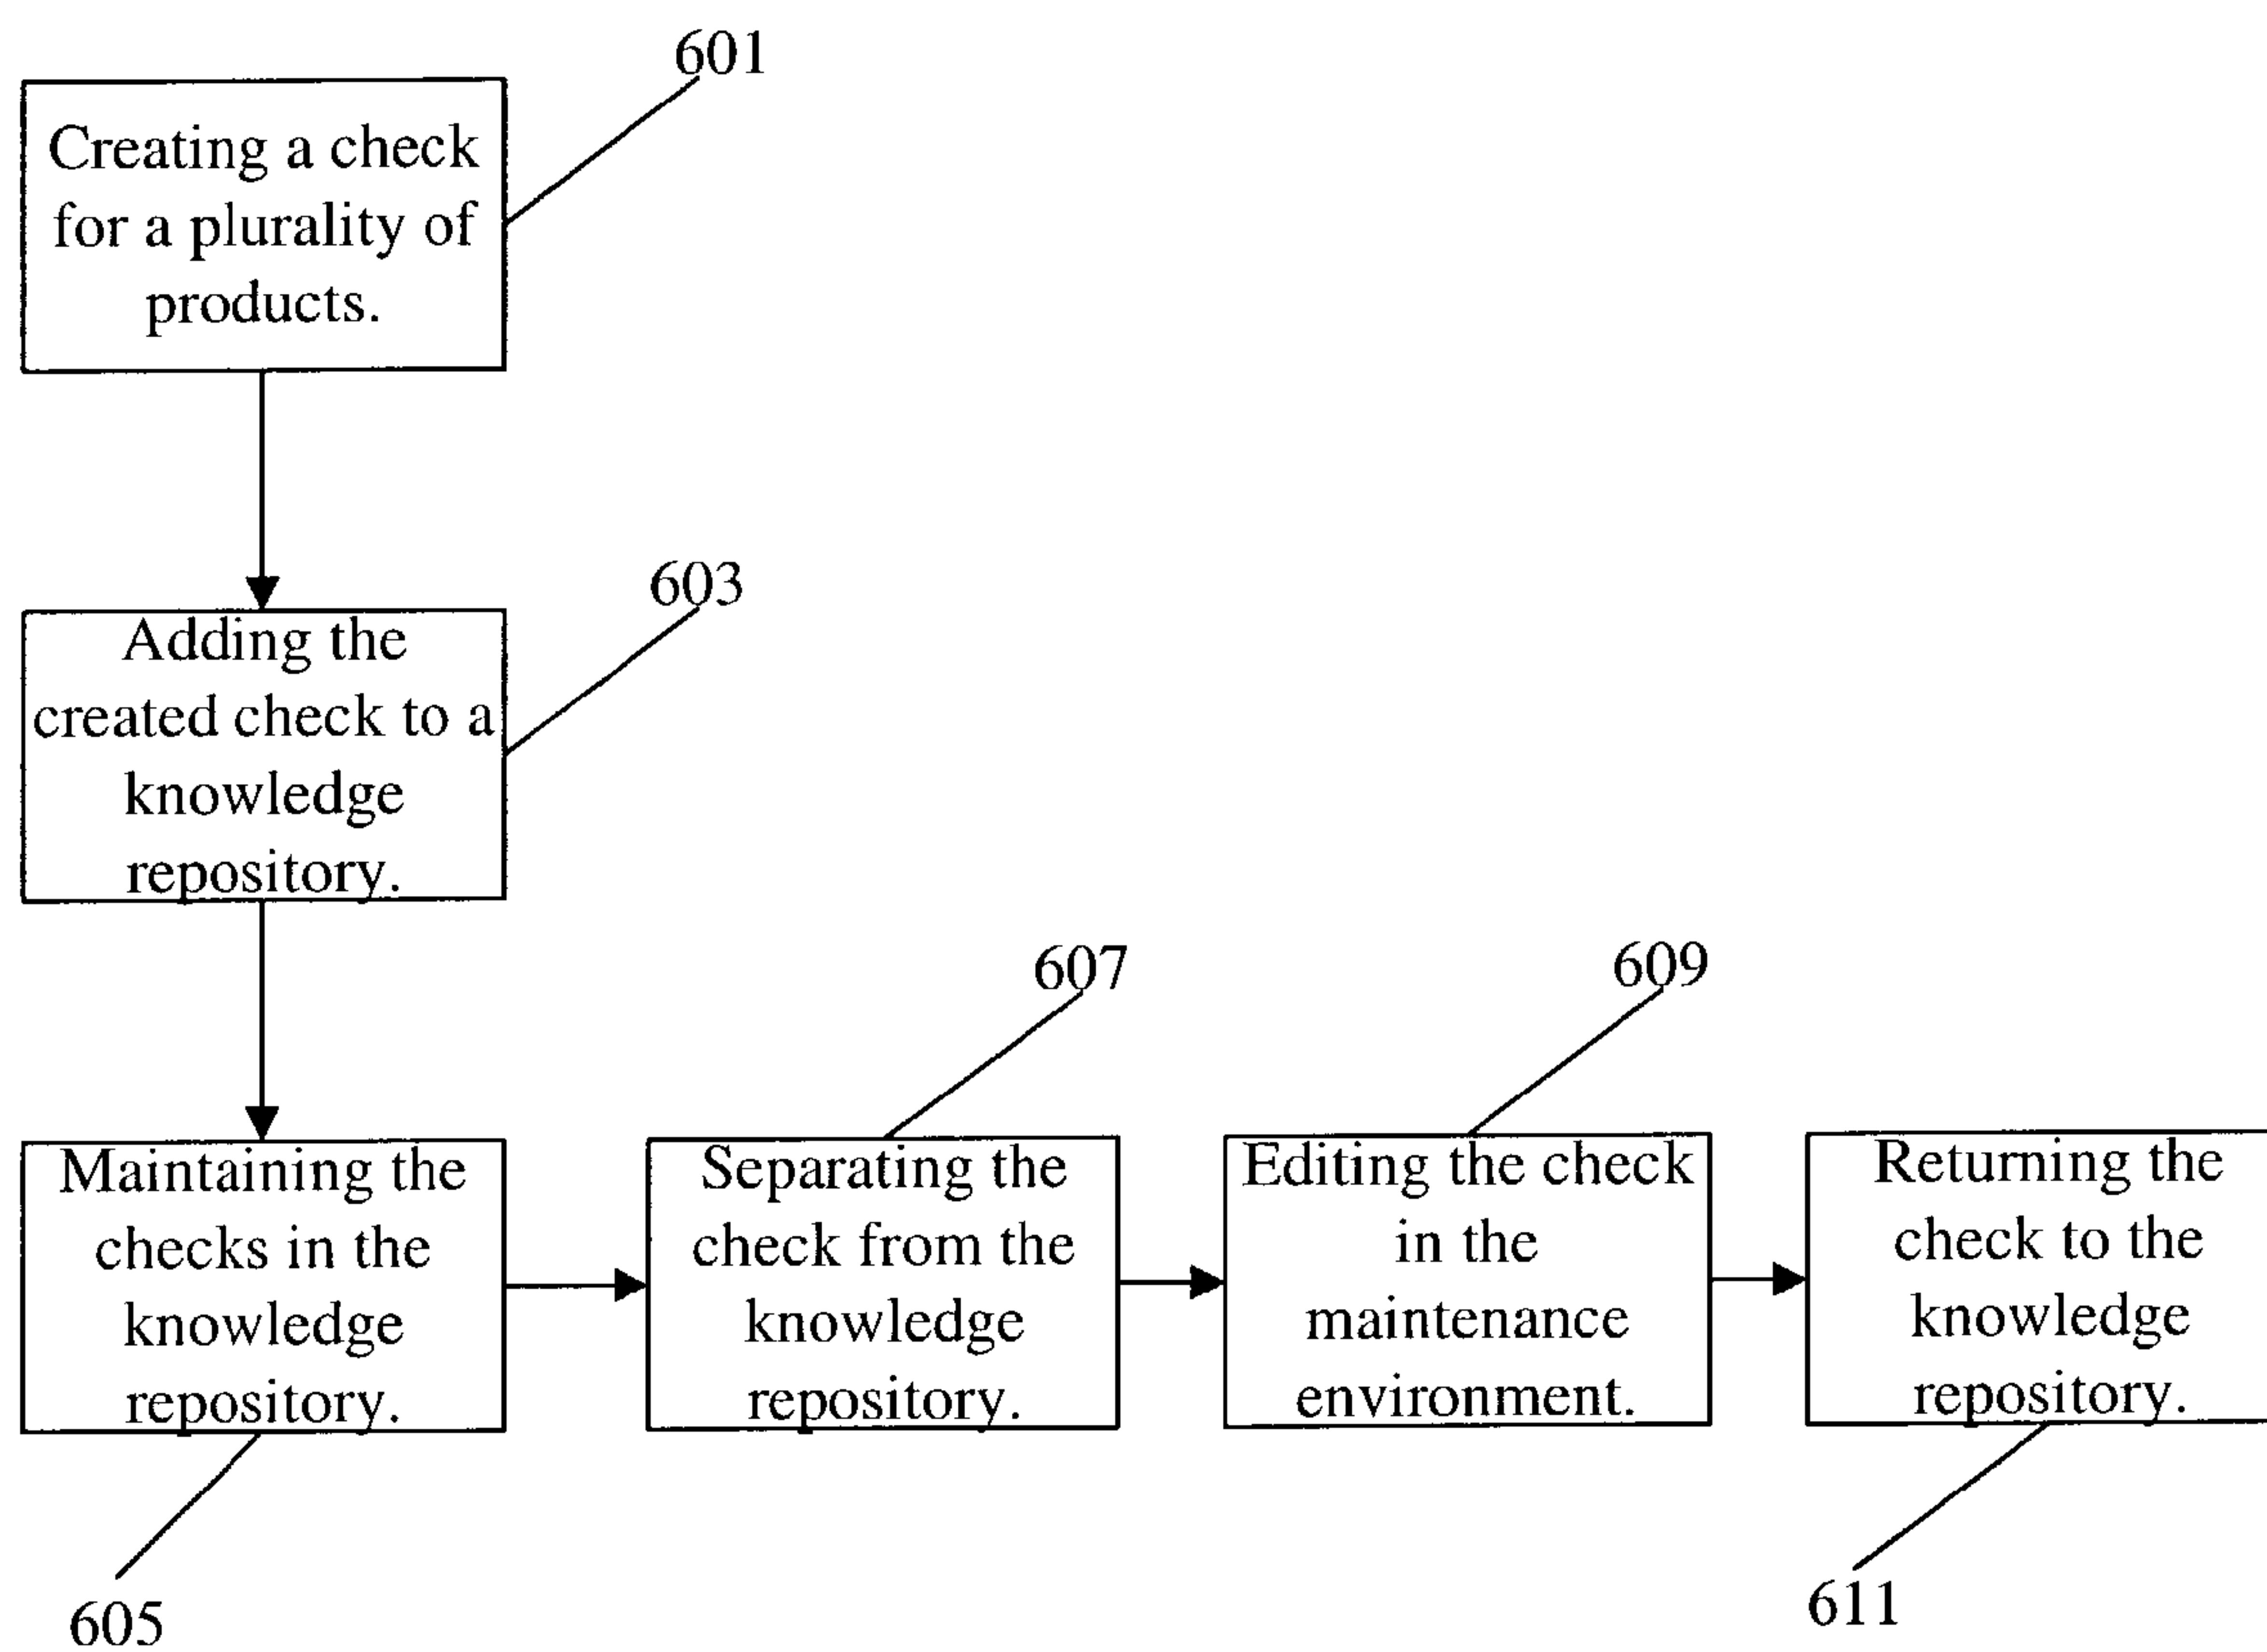 601
Creating a check
for a plurality of
products.
603
Adding the
created check to a
knowledge
repository.
605
Maintaining the
checks in the
knowledge
repository.
607
Separating the
check from the
knowledge
repository.
609
Editing the check
in the
maintenance
environment.
Returning the
check to the
knowledge
repository.
611